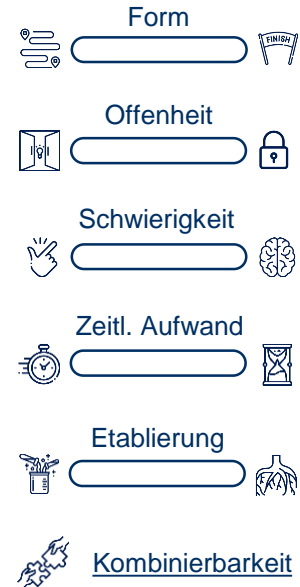 Form
FINISH
Offenheit
Schwierigkeit
Zeitl. Aufwand
Etablierung
Kombinierbarkeit